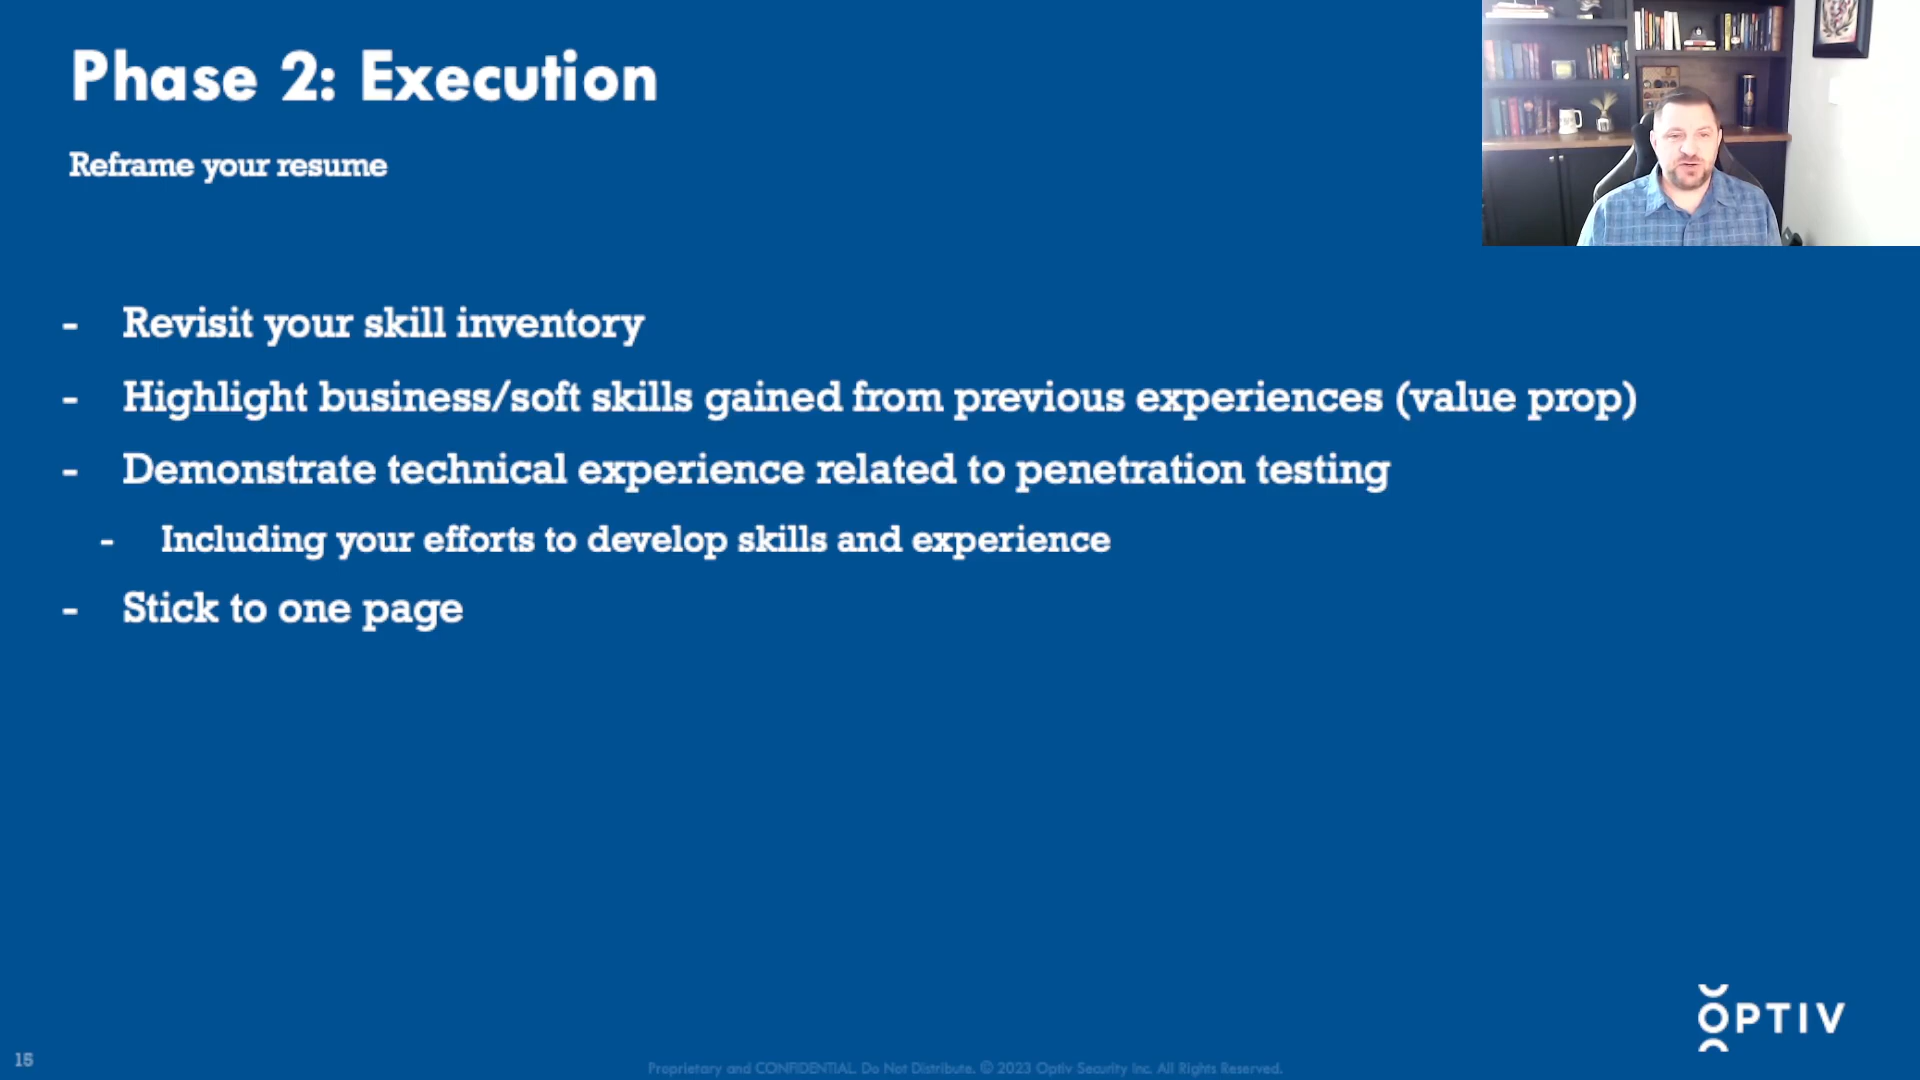 Phase 2: Execution
Reframe your resume
- Revisit your skill inventory
- Highlight business/soft skills gained from previous experiences (value prop)
- Demonstrate technical experience related to penetration testing
- Including your efforts to develop skills and experience
- Stick to one page
OPTIV
15
Proprietary and CONFIDENTIAL. Do Not Distribute. © 2023 Optiv Security Inc. All Rights Reserved.